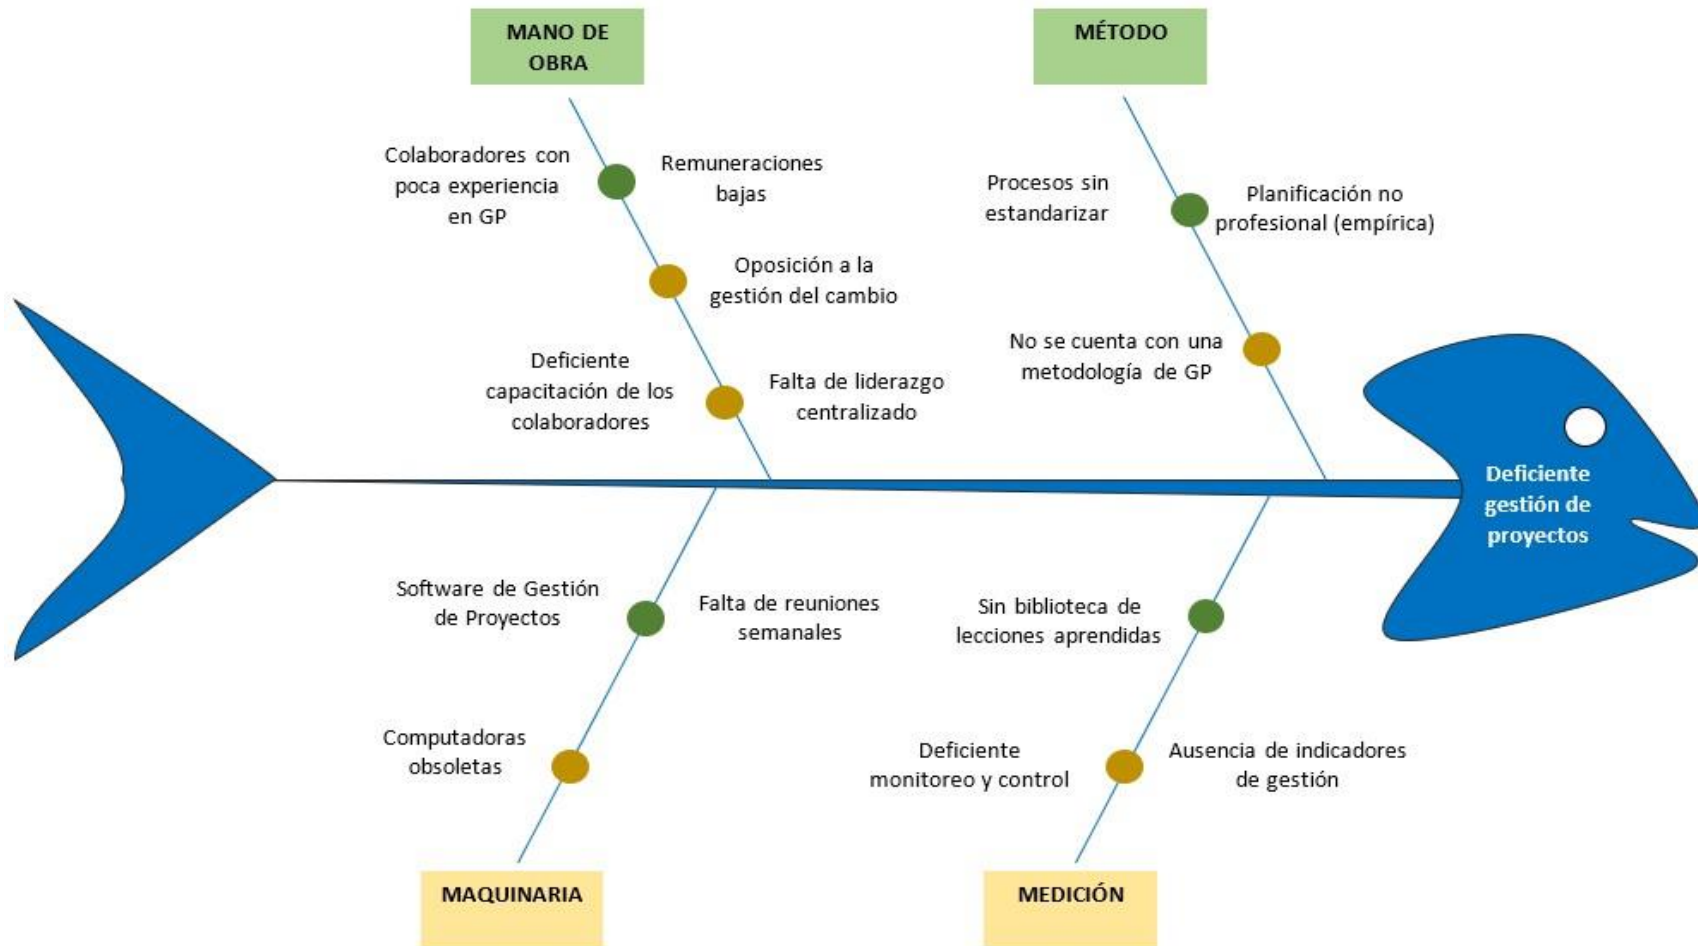 MANO DE
OBRA
MÉTODO
Colaboradores con
poca experiencia
en GP
Remuneraciones
bajas
Procesos sin
estandarizar
Planificación no
profesional (empírica)
Oposición a la
gestión del cambio
No se cuenta con una
metodología de GP
Deficiente
capacitación de los
colaboradores
Falta de liderazgo
centralizado
Deficiente
gestión de
proyectos
Software de Gestión
de Proyectos
Falta de reuniones
semanales
Sin biblioteca de
lecciones aprendidas
Computadoras
obsoletas
Deficiente
monitoreo y control
Ausencia de indicadores
de gestión
MAQUINARIA
MEDICIÓN